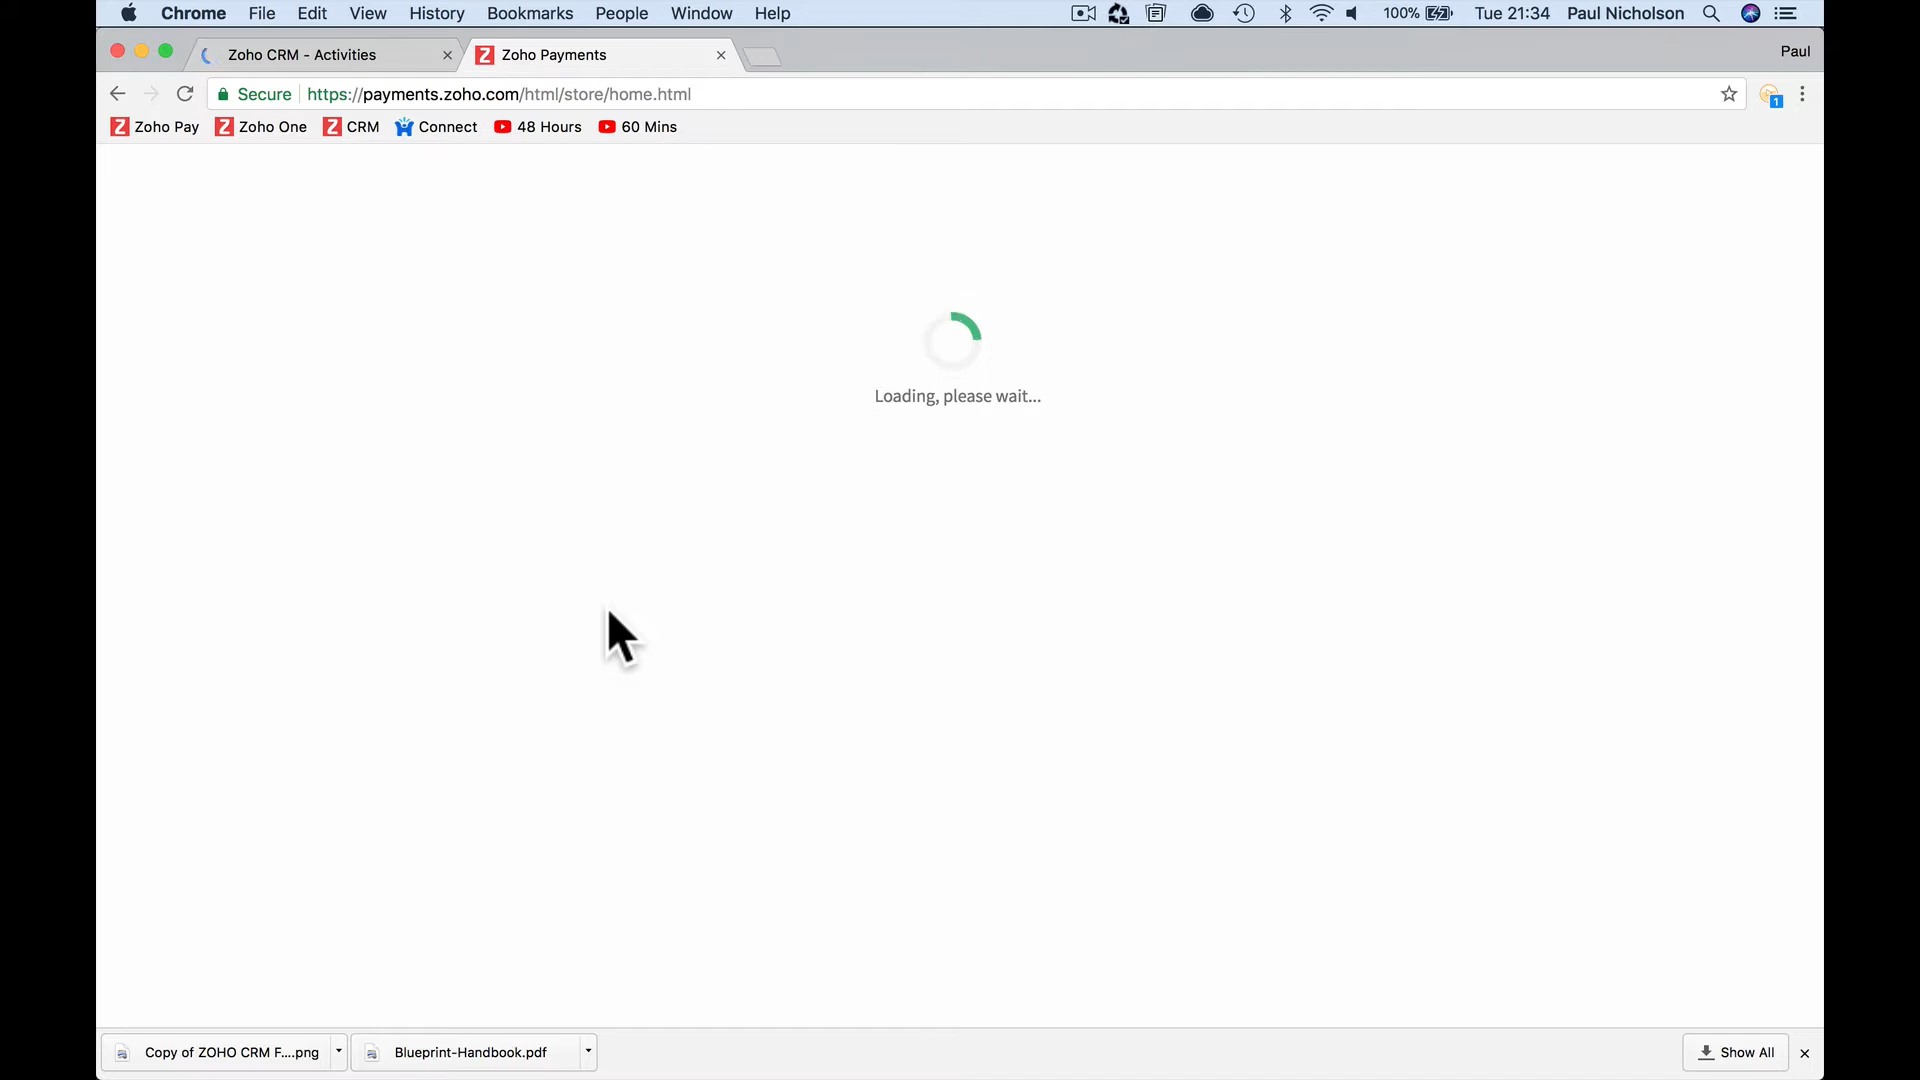 Chrome File Edit View History Bookmarks People Window Help 100% Tue 21:34 Paul Nicholson
Zoho CRM - Activities Z Zoho Payments Paul
Secure https://payments.zoho.com/html/store/home.html 1
Z Zoho Pay Z Zoho One Z CRM Connect 48 Hours 60 Mins
Loading, please wait...
Copy of ZOHO CRM F....png Blueprint-Handbook.pdf Show All